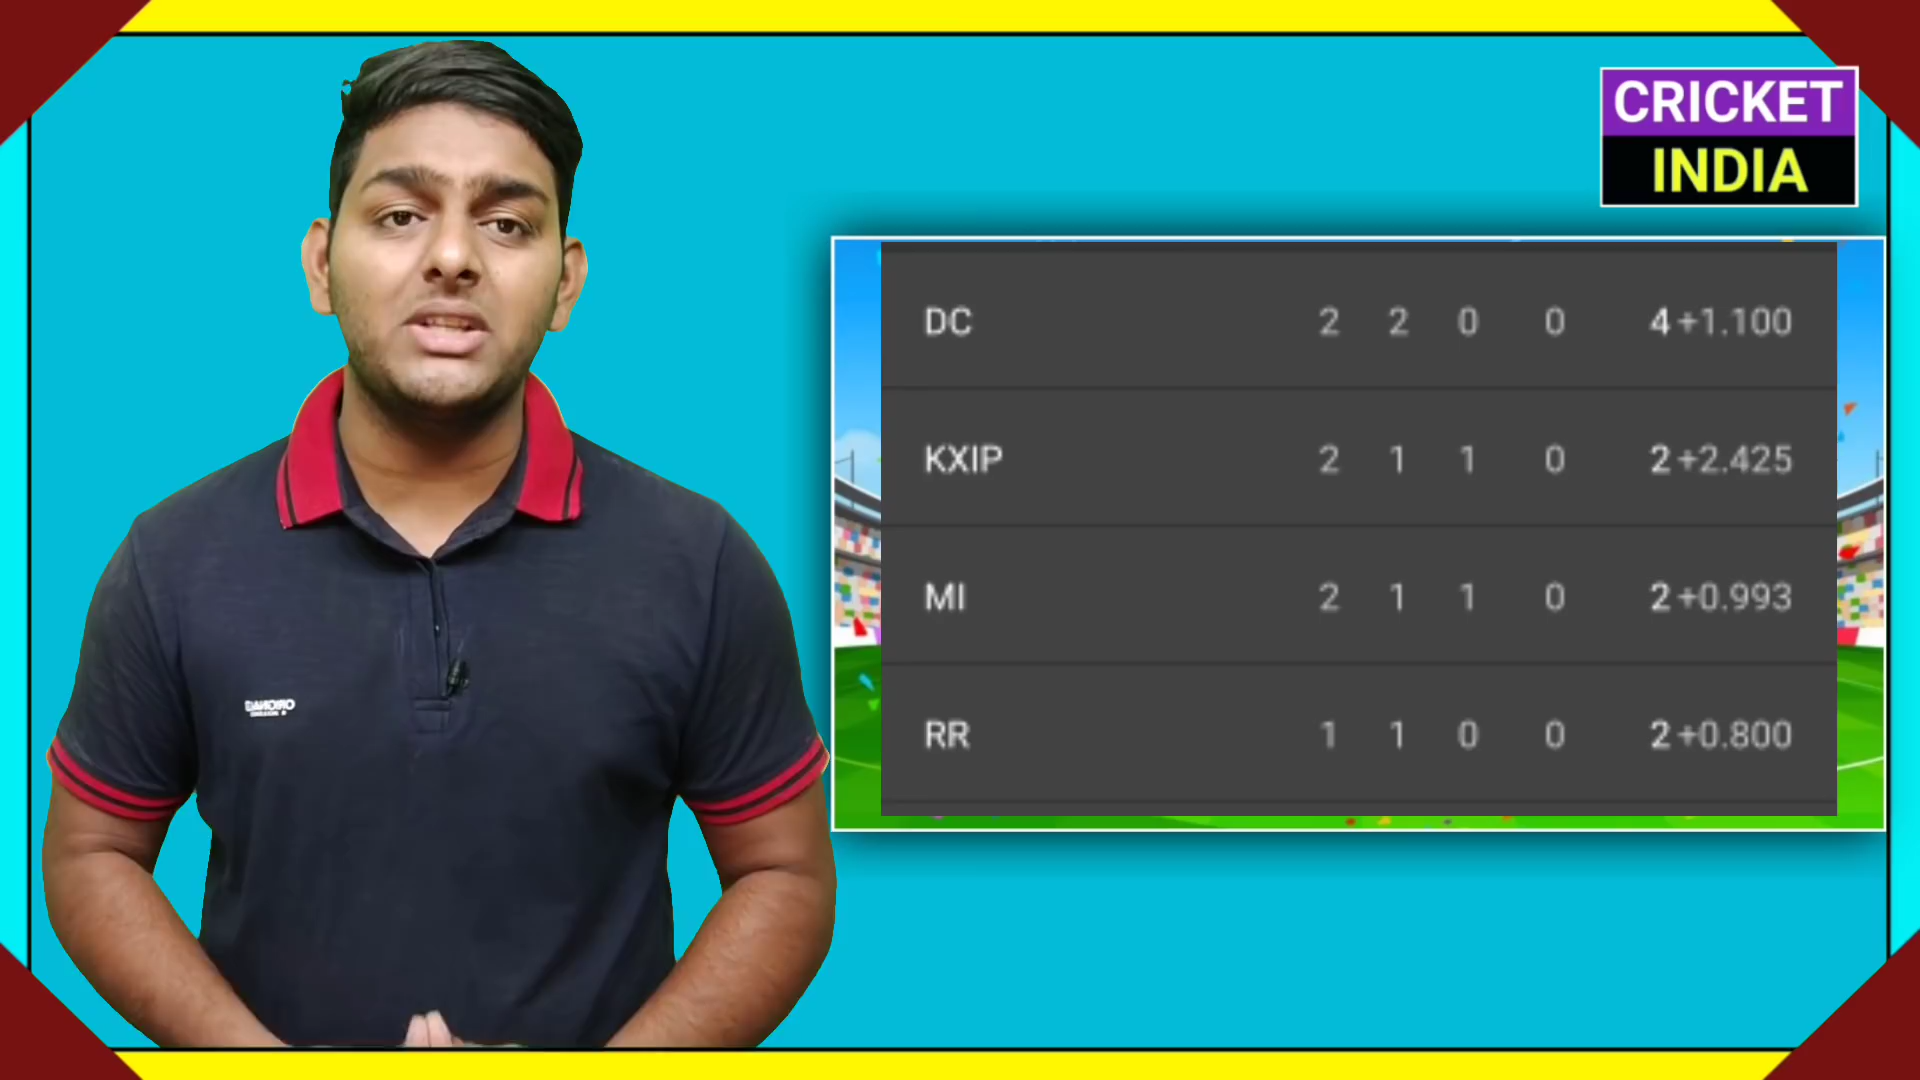 CRICKET
INDIA
DC 2 2 0 0 4 +1.100
KXIP 2 1 1 0 2 +2.425
MI 2 1 1 0 2 +0.993
RR 1 1 0 0 2 +0.800